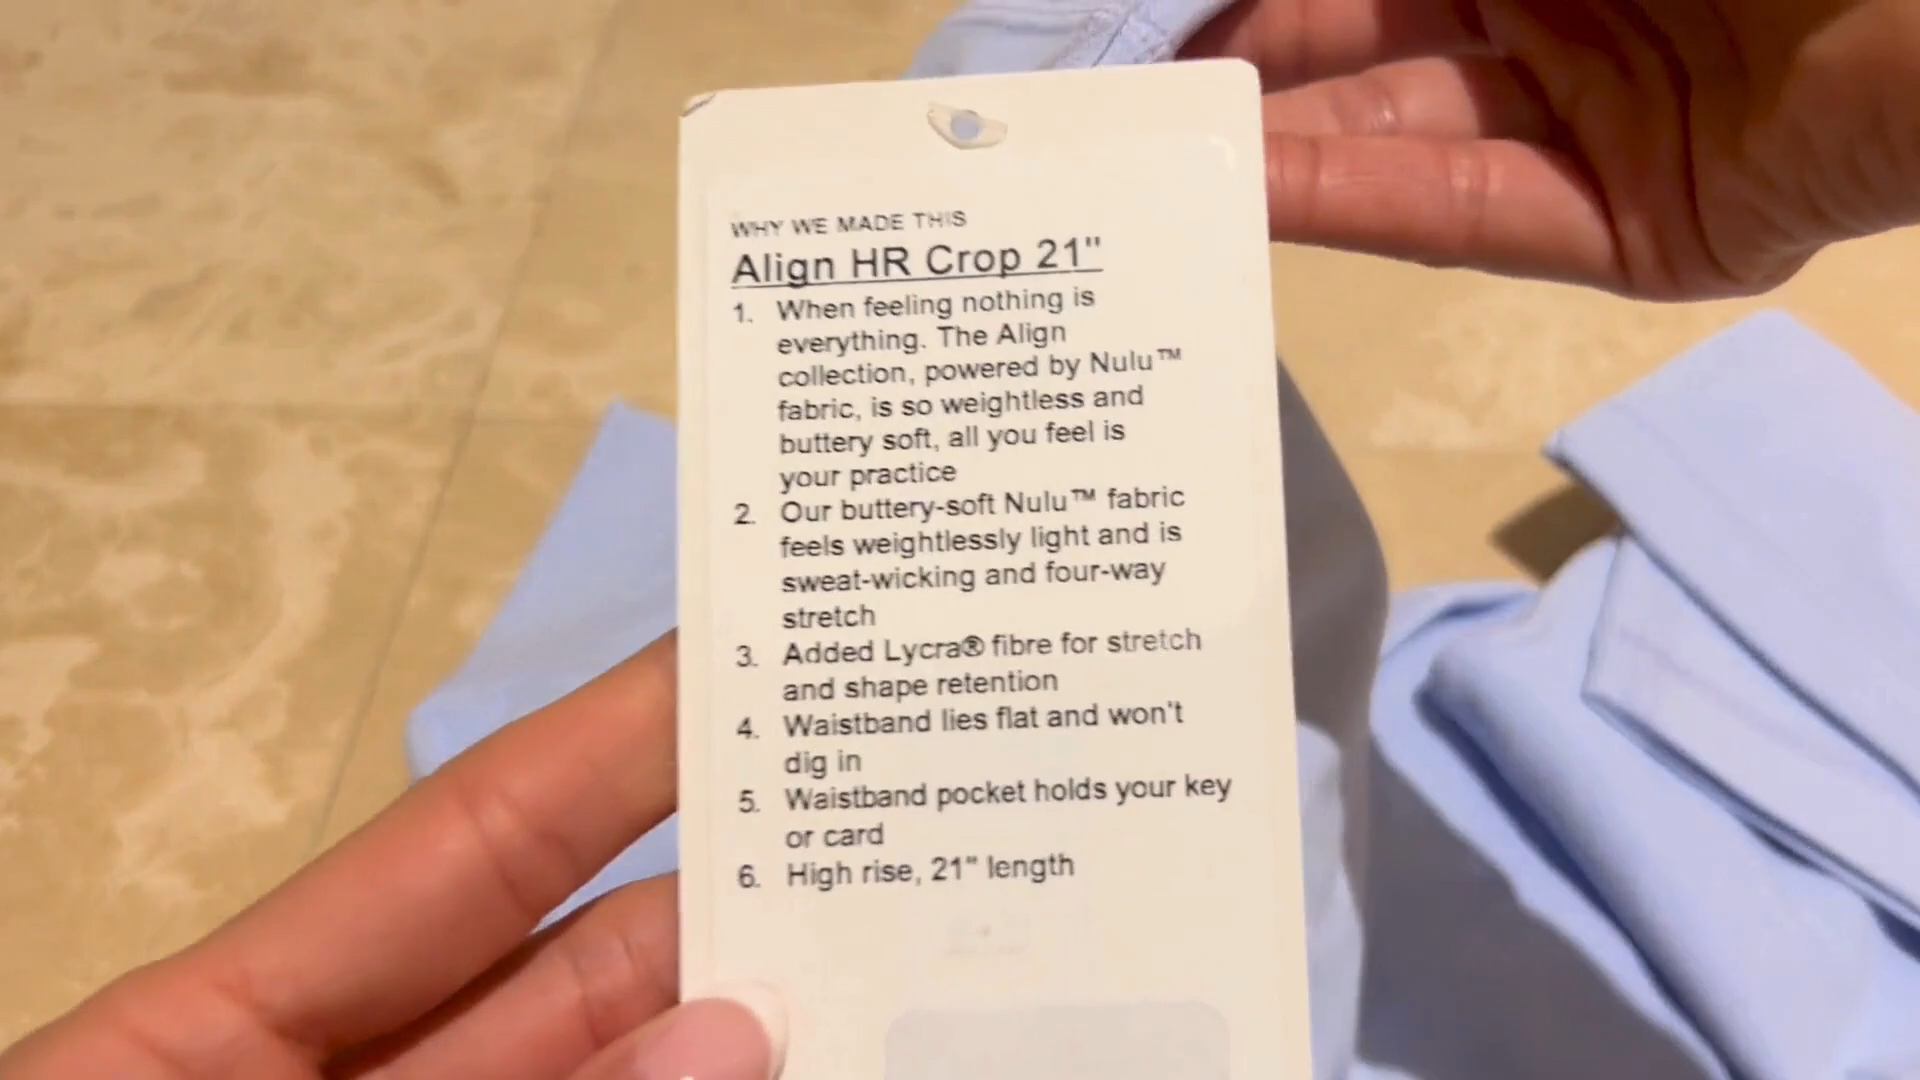 WHY WE MADE THIS
Align HR Crop 21"
1. When feeling nothing is
everything. The Align
collection, powered by Nulu™
fabric, is so weightless and
buttery soft, all you feel is
your practice
2. Our buttery-soft Nulu™ fabric
feels weightlessly light and is
sweat-wicking and four-way
stretch
3. Added Lycra® fibre for stretch
and shape retention
4. Waistband lies flat and won't
dig in
5. Waistband pocket holds your key
or card
6. High rise, 21" length